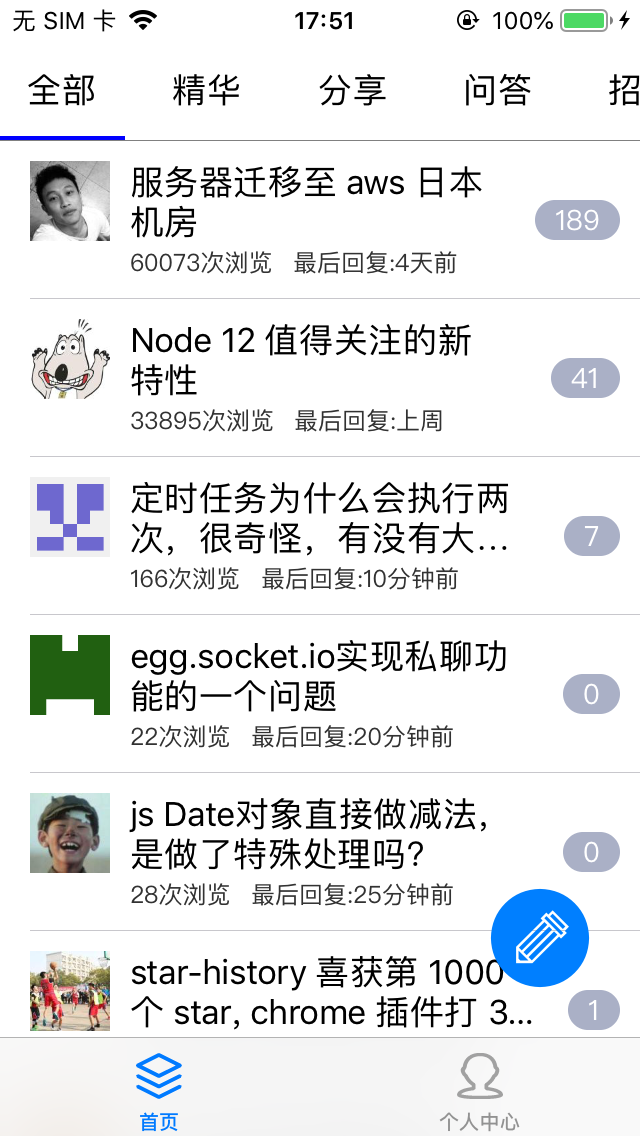 无 SIM 卡 17:51 100%
全部 精华 分享 问答 招
服务器迁移至 aws 日本
机房
189
60073次浏览 最后回复:4天前
Node 12 值得关注的新
特性
41
33895次浏览 最后回复:上周
定时任务为什么会执行两
次，很奇怪，有没有大...
7
166次浏览 最后回复:10分钟前
egg.socket.io实现私聊功
能的一个问题
0
22次浏览 最后回复:20分钟前
js Date对象直接做减法，
是做了特殊处理吗？
0
28次浏览 最后回复:25分钟前
star-history 喜获第 1000
个 star, chrome 插件打 3...
1
首页 个人中心